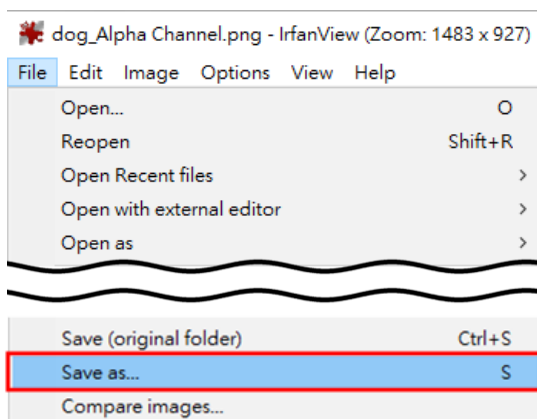 dog_Alpha Channel.png - IrfanView (Zoom: 1483 x 927)
File Edit Image Options View Help
Open... O
Reopen Shift+R
Open Recent files >
Open with external editor >
Open as >
Save (original folder) Ctrl+S
Save as... S
Compare images...